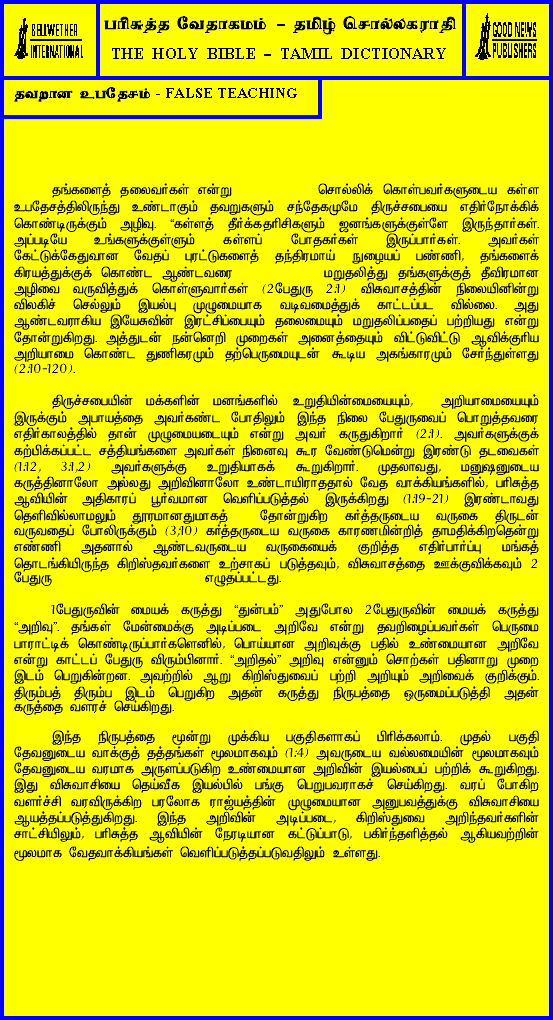 BELLWETHER
INTERNATIONAL
பரிசுத்த வேதாகமம் – தமிழ் சொல்லகராதி
THE HOLY BIBLE – TAMIL DICTIONARY
GOOD NEWS
PUBLISHERS
தவறான உபதேசம் - FALSE TEACHING
தங்களைத் தலைவர்கள் என்று சொல்லிக் கொள்பவர்களுடைய கள்ள
உபதேசத்திலிருந்து உண்டாகும் தவறுகளும் சந்தேகமுமே திருச்சபையை எதிர்நோக்கிக்
கொண்டிருக்கும் அழிவு. “கள்ளத் தீர்க்கதரிசிகளும் ஜனங்களுக்குள்ளே இருந்தார்கள்.
அப்படியே உங்களுக்குள்ளும் கள்ளப் போதகர்கள் இருப்பார்கள். அவர்கள்
கேட்டுக்கேதுவான வேதப் புரட்டுகளைத் தந்திரமாய் நுழையப் பண்ணி, தங்களைக்
கிரயத்துக்குக் கொண்ட ஆண்டவரை மறுதலித்து தங்களுக்குத் தீவிரமான
அழிவை வருவித்துக் கொள்ளுவார்கள் (2பேதுரு 2:1) விசுவாசத்தின் நிலையினின்று
விலகிச் செல்லும் இயல்பு முழுமையாக வடிவமைத்துக் காட்டப்பட வில்லை. அது
ஆண்டவராகிய இயேசுவின் இரட்சிப்பையும் தலைமையும் மறுதலிப்பதைப் பற்றியது என்று
தோன்றுகிறது. அத்துடன் நன்னெறி முறைகள் அனைத்தையும் விட்டுவிட்டு ஆவிக்குரிய
அறியாமை கொண்ட துணிகரமும் தற்பெருமையுடன் கூடிய அகங்காரமும் சேர்ந்துள்ளது
(2:10-120).
திருச்சபையின் மக்களின் மனங்களில் உறுதியின்மையையும், அறியாமையையும்
இருக்கும் அபாயத்தை அவர்கண்ட போதிலும் இந்த நிலை பேதுருவைப் பொறுத்தவரை
எதிர்காலத்தில் தான் முழுமையடையும் என்று அவர் கருதுகிறார் (2:1). அவர்களுக்குக்
கற்பிக்கப்பட்ட சத்தியங்களை அவர்கள் நினைவு கூர வேண்டுமென்று இரண்டு தடவைகள்
(1:12, 3:1,2) அவர்களுக்கு உறுதியாகக் கூறுகிறார். முதலாவது, மனுஷனுடைய
கருத்தினாலோ அல்லது அறிவினாலோ உண்டாயிராததால் வேத வாக்கியங்களில், பரிசுத்த
ஆவியின் அதிகாரப் பூர்வமான வெளிப்படுத்தல் இருக்கிறது (1:19-21) இரண்டாவது
தெளிவில்லாமலும் தூரமானதுமாகத் தோன்றுகிற கர்த்தருடைய வருகை திருடன்
வருவதைப் போலிருக்கும் (3;10) கர்த்தருடைய வருகை காரணமின்றித் தாமதிக்கிறதென்று
எண்ணி அதனால் ஆண்டவருடைய வருகையைக் குறித்த எதிர்பார்ப்பு மங்கத்
தொடங்கியிருந்த கிறிஸ்தவர்களை உற்சாகப் படுத்தவும், விசுவாசத்தை ஊக்குவிக்கவும் 2
பேதுரு எழுதப்பட்டது.
1பேதுருவின் மையக் கருத்து “துன்பம்” அதுபோல 2பேதுருவின் மையக் கருத்து
“அறிவு”. தங்கள் மேன்மைக்கு அடிப்படை அறிவே என்று தவறிழைப்பவர்கள் பெருமை
பாராட்டிக் கொண்டிருப்பார்களெனில், பொய்யான அறிவுக்கு பதில் உண்மையான அறிவே
என்று காட்டப் பேதுரு விரும்பினார். “அறிதல்” அறிவு என்னும் சொற்கள் பதினாறு முறை
இடம் பெறுகின்றன. அவற்றில் ஆறு கிறிஸ்துவைப் பற்றி அறியும் அறிவைக் குறிக்கும்.
திரும்பத் திரும்ப இடம் பெறுகிற அதன் கருத்து நிருபத்தை ஒருமைப்படுத்தி அதன்
கருத்தை வளரச் செய்கிறது.
இந்த நிருபத்தை மூன்று முக்கிய பகுதிகளாகப் பிரிக்கலாம். முதல் பகுதி
தேவனுடைய வாக்குத் தத்தங்கள் மூலமாகவும் (1:4) அவருடைய வல்லமையின் மூலமாகவும்
தேவனுடைய வரமாக அருளப்படுகிற உண்மையான அறிவின் இயல்பைப் பற்றிக் கூறுகிறது.
இது விசுவாசியை தெய்வீக இயல்பில் பங்கு பெறுபவராகச் செய்கிறது. வரப் போகிற
வளர்ச்சி வரவிருக்கிற பரலோக ராஜ்யத்தின் முழுமையான அனுபவத்துக்கு விசுவாசியை
ஆயத்தப்படுத்துகிறது. இந்த அறிவின் அடிப்படை, கிறிஸ்துவை அறிந்தவர்களின்
சாட்சியிலும், பரிசுத்த ஆவியின் நேரடியான கட்டுப்பாடு, பகிர்ந்தளித்தல் ஆகியவற்றின்
மூலமாக வேதவாக்கியங்கள் வெளிப்படுத்தப்படுவதிலும் உள்ளது.